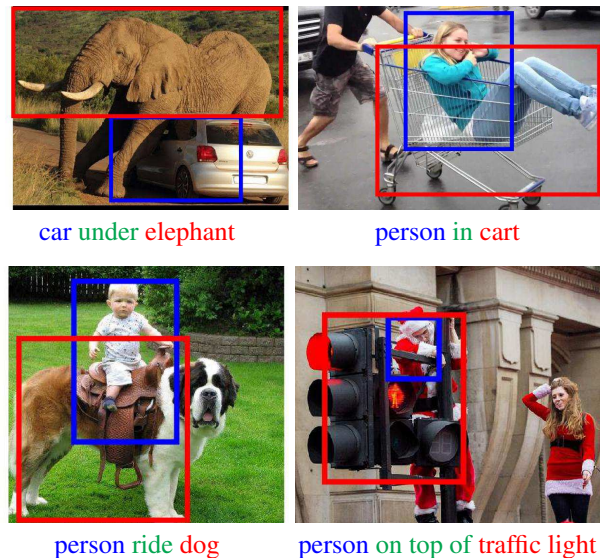 car under elephant
person in cart
person ride dog
person on top of traffic light